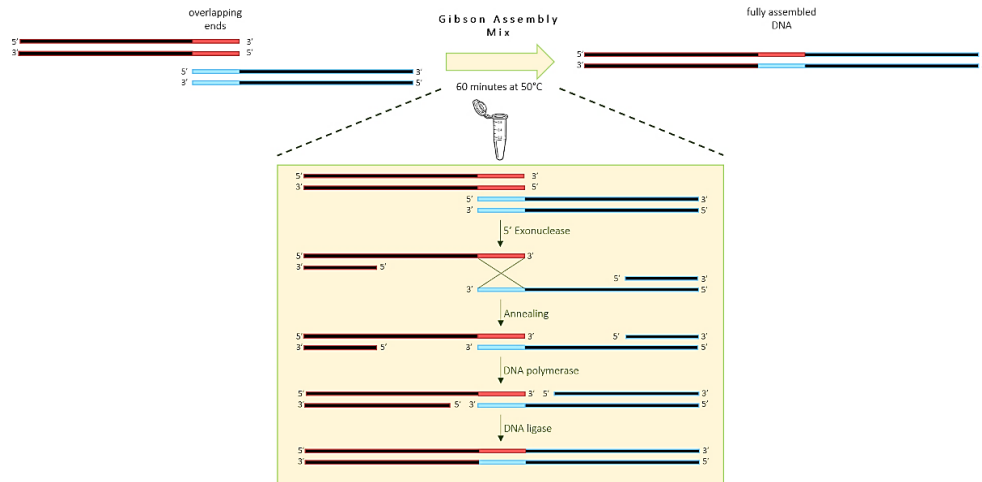 overlapping
ends
Gibson Assembly
Mix
fully assembled
DNA
5' 3'
3' 5'
5' 3'
3' 5'
5'
3'
60 minutes at 50°C
5' 3'
3' 5'
5' 3'
3' 5'
5' Exonuclease
5' 3'
3' 5'
5' 3'
3' 5'
Annealing
5' 3' 5' 3'
3' 5' 3' 5'
DNA polymerase
5' 3' 5' 3'
3' 5' 3' 5'
DNA ligase
5' 3'
3' 5'